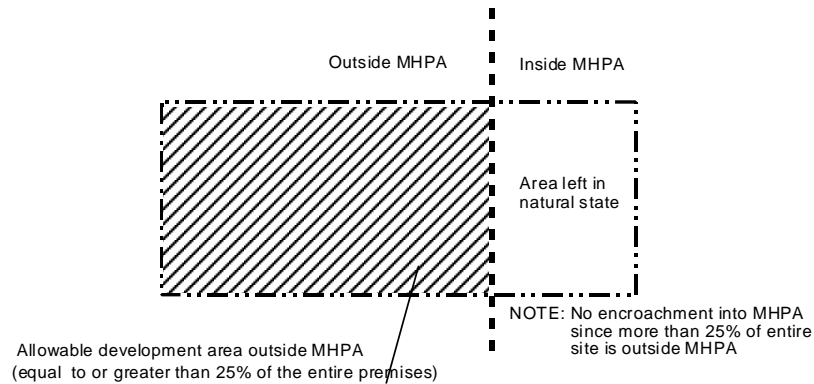 Outside MHPA
Inside MHPA
Area left in
natural state
NOTE: No encroachment into MHPA
since more than 25% of entire
site is outside MHPA
Allowable development area outside MHPA
(equal to or greater than 25% of the entire premises)